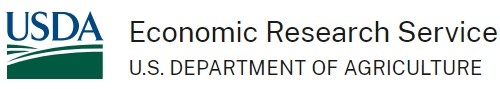 USDA
Economic Research Service
U.S. DEPARTMENT OF AGRICULTURE